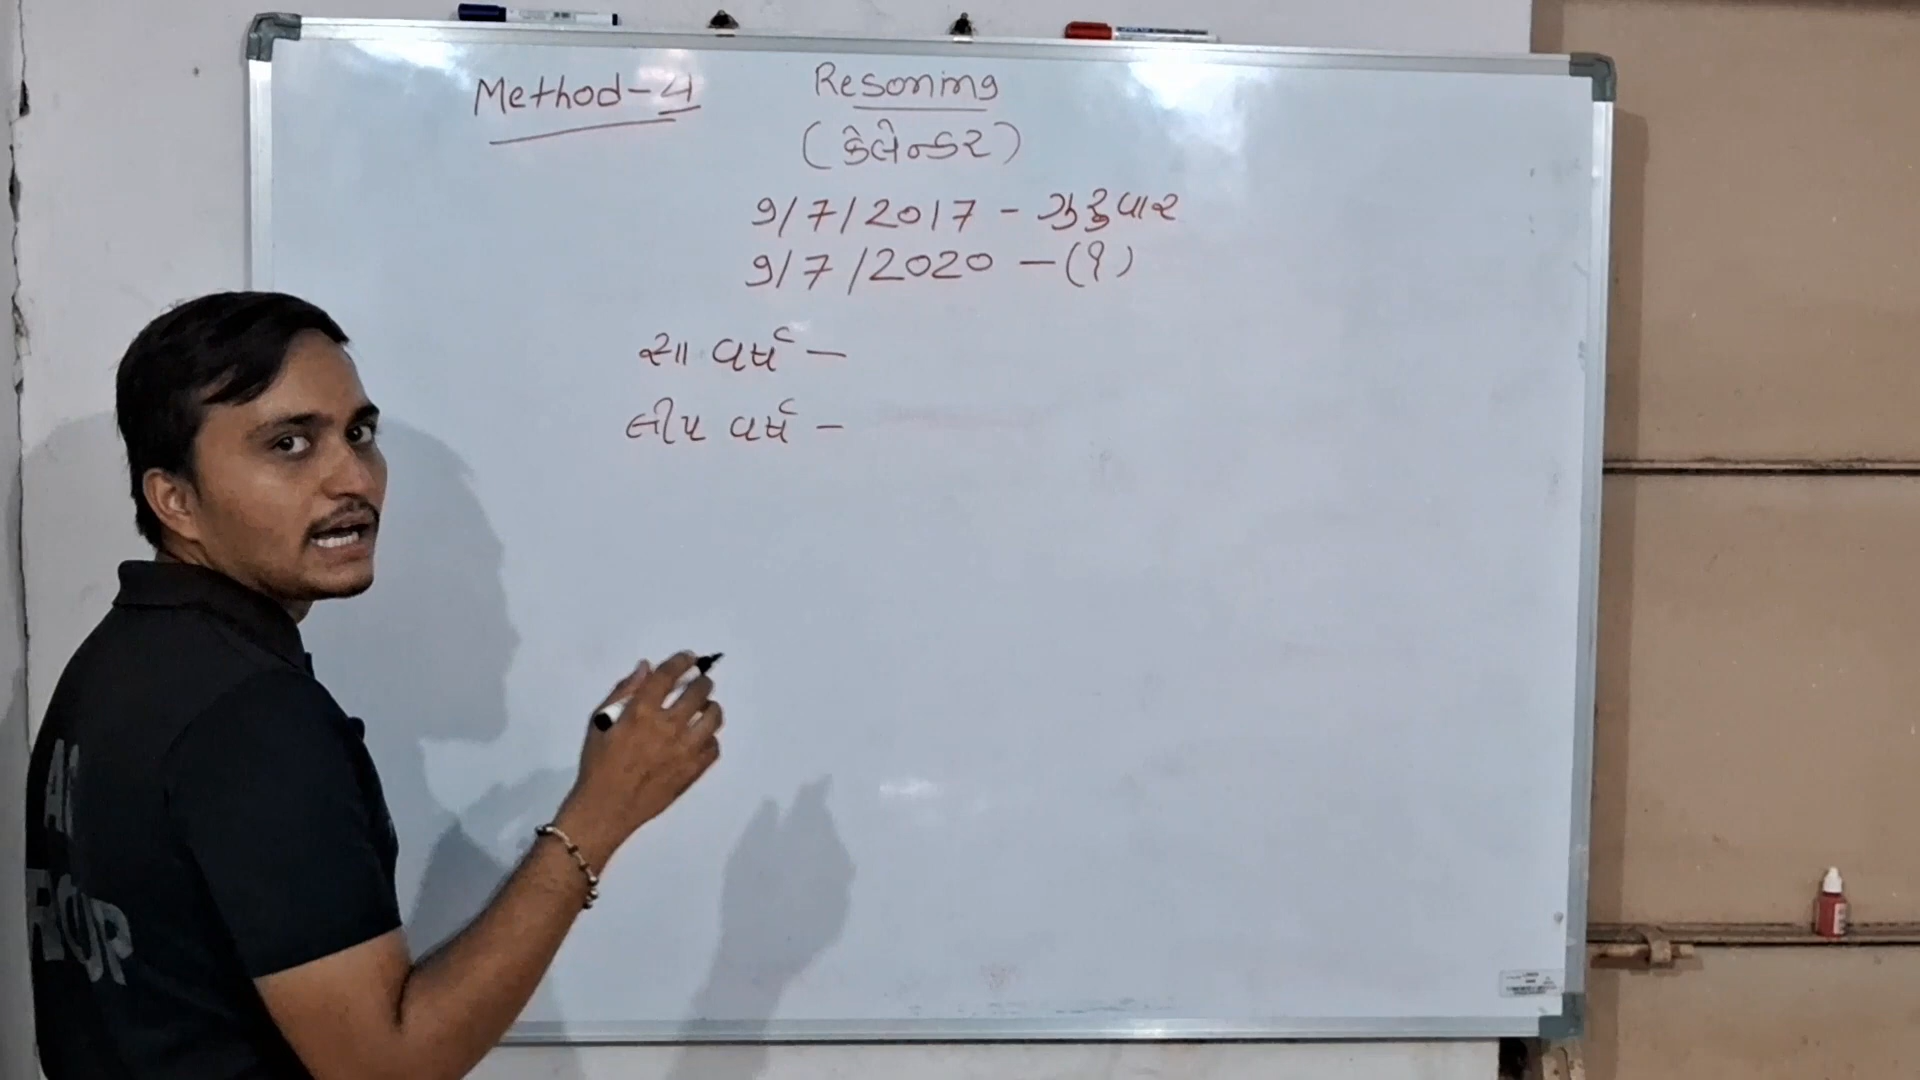 Method-4
Resoning
(કેલેન્ડર)
9/7/2017 - ગુરુવાર
9/7/2020 - (?)
સા વર્ષ -
લીપ વર્ષ -